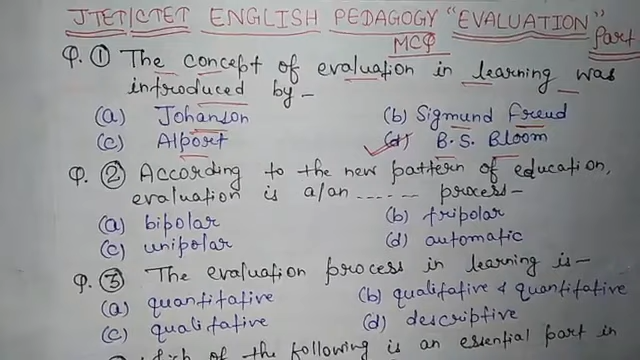 JTET/CTET ENGLISH PEDAGOGY "EVALUATION"
MCQ Part
Q. ① The concept of evaluation in learning was
introduced by -
(a) Johanson (b) Sigmund Freud
(c) Alport (d) B.S. Bloom
Q. ② According to the new pattern of education,
evaluation is a/an ...... process-
(a) bipolar (b) tripolar
(c) unipolar (d) automatic
Q. ③ The evaluation process in learning is-
(a) quantitative (b) qualitative & quantitative
(c) qualitative (d) descriptive
of the following is an essential part in